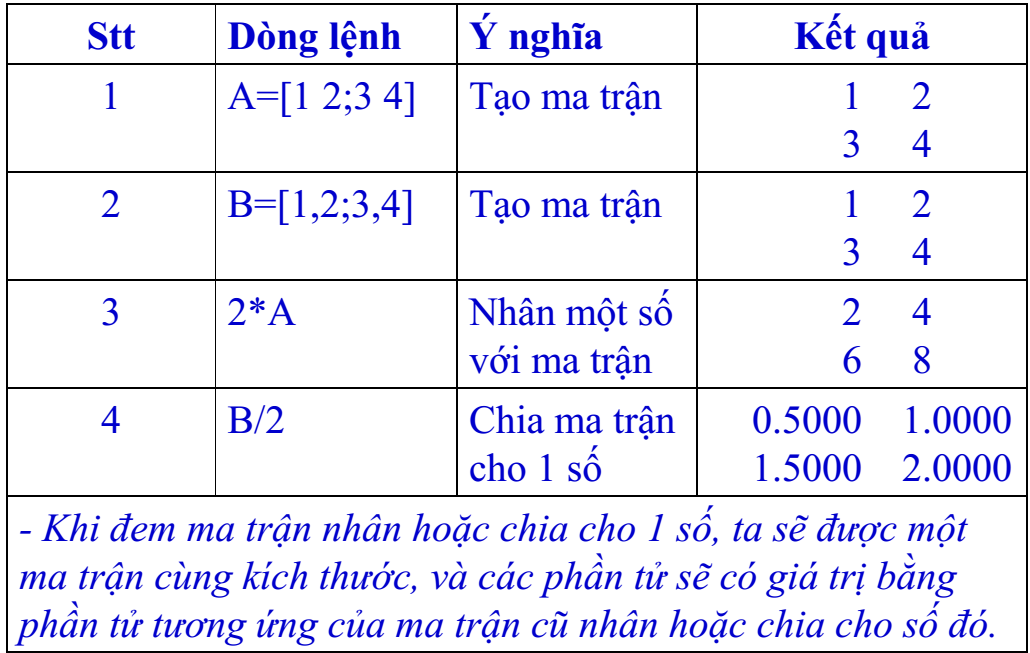 Stt Dòng lệnh Ý nghĩa Kết quả
1 A=[1 2;3 4] Tạo ma trận 1 2
3 4
2 B=[1,2;3,4] Tạo ma trận 1 2
3 4
3 2*A Nhân một số 2 4
với ma trận 6 8
4 B/2 Chia ma trận 0.5000 1.0000
cho 1 số 1.5000 2.0000
- Khi đem ma trận nhân hoặc chia cho 1 số, ta sẽ được một
ma trận cùng kích thước, và các phần tử sẽ có giá trị bằng
phần tử tương ứng của ma trận cũ nhân hoặc chia cho số đó.